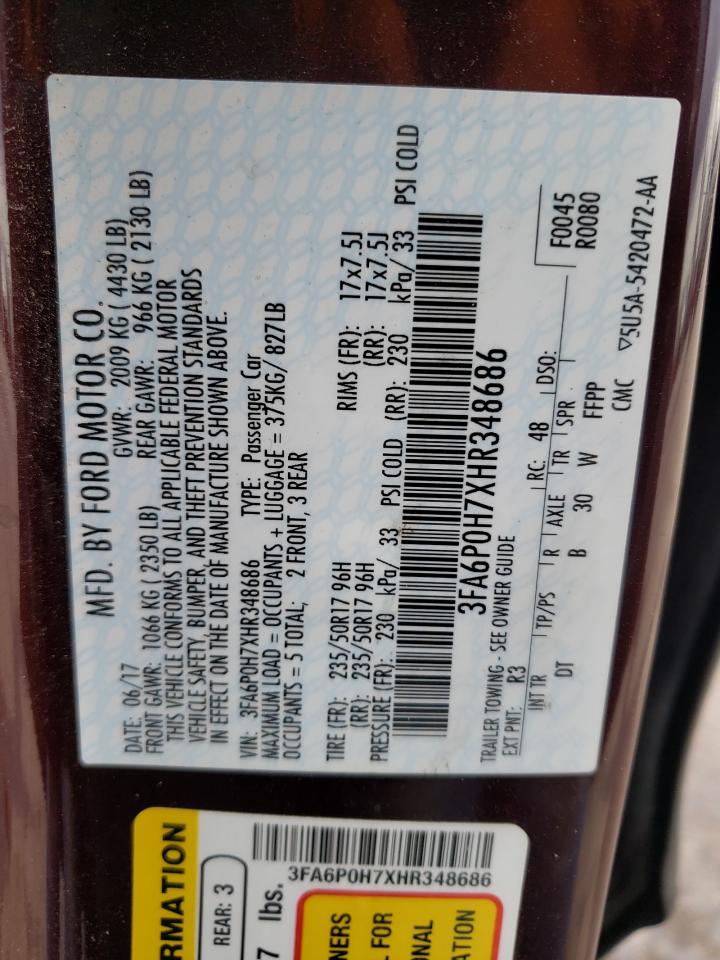 MFD. BY FORD MOTOR CO.
DATE: 06/17 GVWR: 2009 KG ( 4430 LB)
FRONT GAWR: 1066 KG ( 2350 LB) REAR GAWR: 966 KG ( 2130 LB)
THIS VEHICLE CONFORMS TO ALL APPLICABLE FEDERAL MOTOR
VEHICLE SAFETY, BUMPER, AND THEFT PREVENTION STANDARDS
IN EFFECT ON THE DATE OF MANUFACTURE SHOWN ABOVE.
VIN: 3FA6P0H7XHR348686 TYPE: Passenger Car
MAXIMUM LOAD = OCCUPANTS + LUGGAGE = 375KG/ 827LB
OCCUPANTS = 5 TOTAL; 2 FRONT, 3 REAR
TIRE (FR): 235/50R17 96H RIMS (FR): 17x7.5J
(RR): 235/50R17 96H (RR): 17x7.5J
PRESSURE (FR): 230 kPa/ 33 PSI COLD (RR): 230 kPa/ 33 PSI COLD
3FA6P0H7XHR348686
TRAILER TOWING - SEE OWNER GUIDE
EXT PNT: R3 RC: 48 DSO: F0045
R0080
INT TR TP/PS R AXLE TR SPR
DT B 30 W FFPP
CMC ▽5U5A-5420472-AA
RMATION
REAR: 3
7 lbs.
3FA6P0H7XHR348686
NERS
L FOR
NAL
ATION